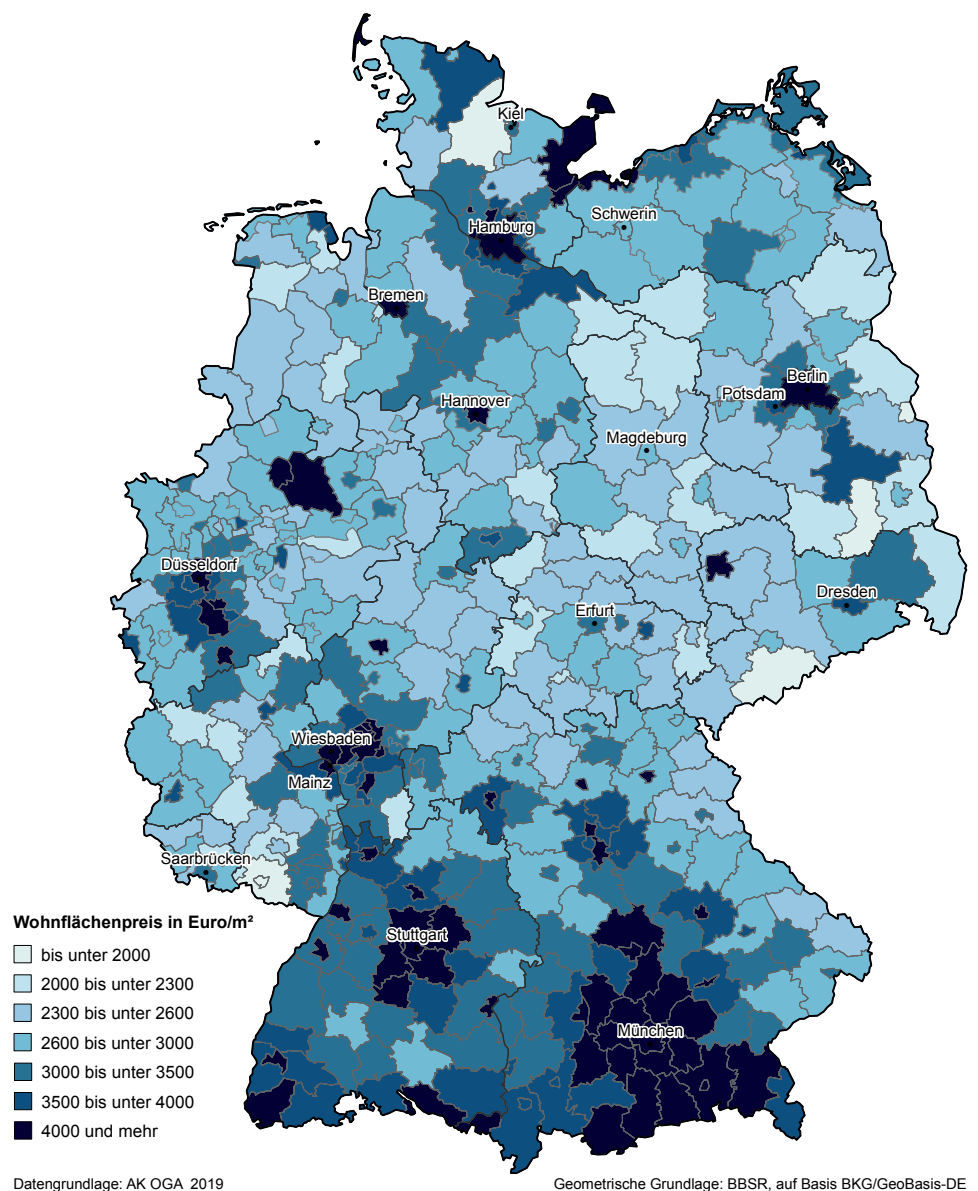 Kiel
Schwerin
Hamburg
Bremen
Berlin
Potsdam
Hannover
Magdeburg
Düsseldorf
Dresden
Erfurt
Wiesbaden
Mainz
Saarbrücken
Stuttgart
München
Wohnflächenpreis in Euro/m²
bis unter 2000
2000 bis unter 2300
2300 bis unter 2600
2600 bis unter 3000
3000 bis unter 3500
3500 bis unter 4000
4000 und mehr
Datengrundlage: AK OGA 2019
Geometrische Grundlage: BBSR, auf Basis BKG/GeoBasis-DE